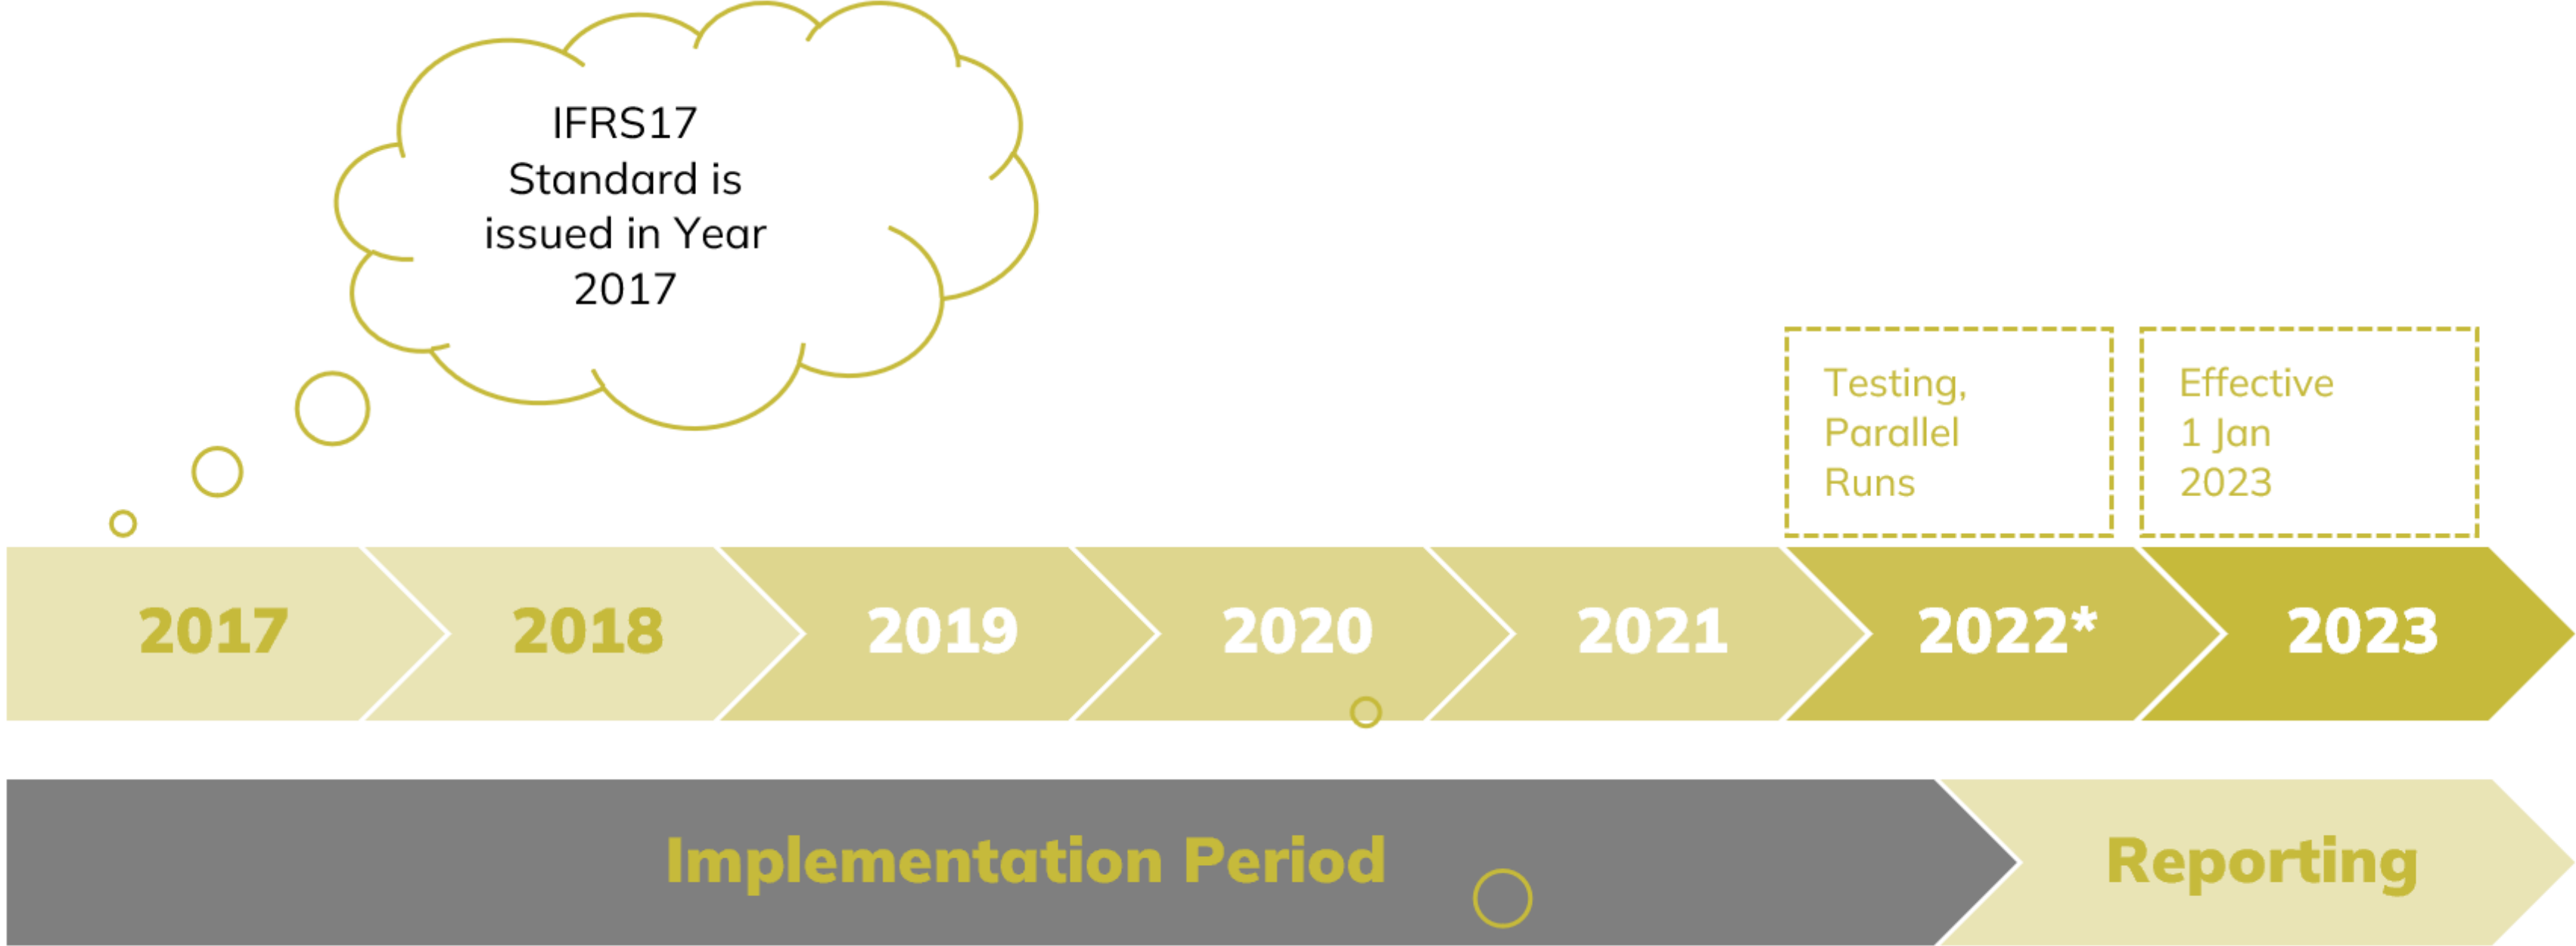 IFRS17
Standard is
issued in Year
2017
Testing,
Parallel
Runs
Effective
1 Jan
2023
2017
2018
2019
2020
2021
2022*
2023
Implementation Period
Reporting